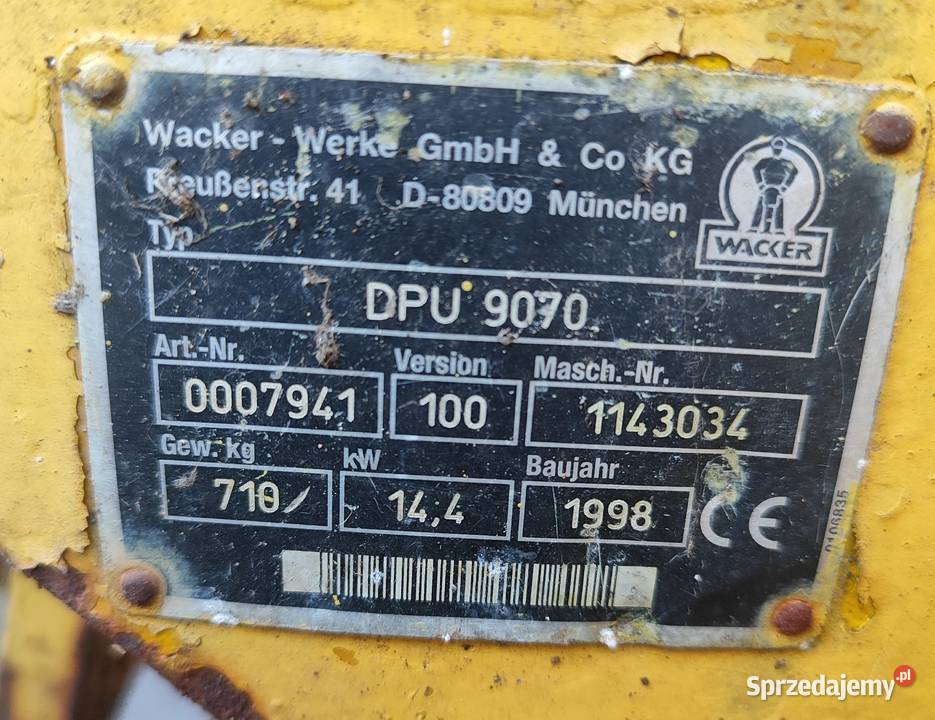 Wacker - Werke GmbH & Co KG
Preußenstr. 41 D-80809 München
WACKER
Typ
DPU 9070
Art.-Nr. Version Masch.-Nr.
0007941 100 1143034
Gew. kg kW Baujahr
710 14,4 1998 CE
0106835
Sprzedajemy.pl